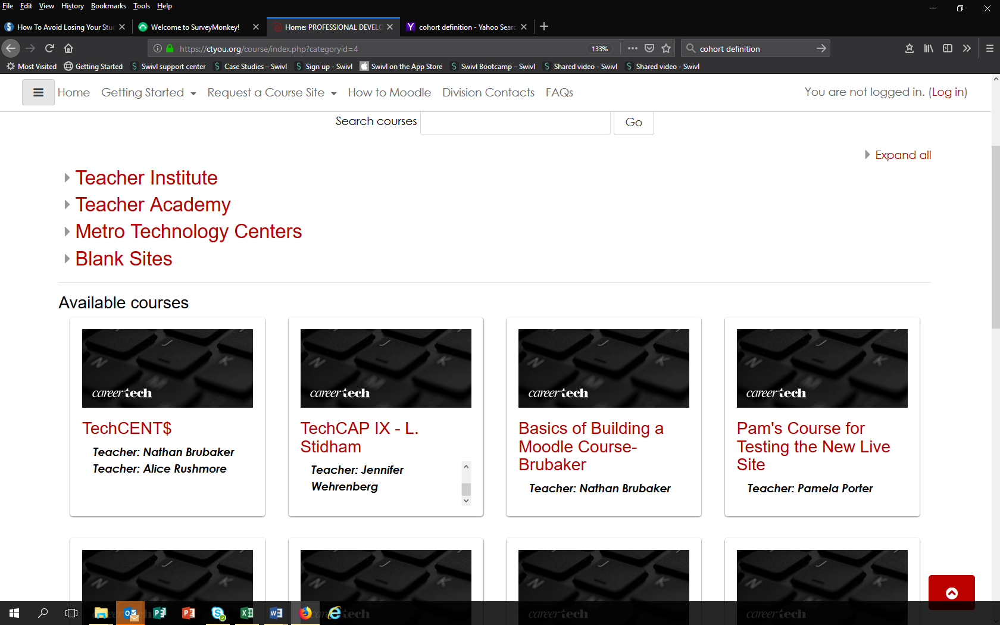 File Edit View History Bookmarks Tools Help
How To Avoid Losing Your Stu
Welcome to SurveyMonkey!
Home: PROFESSIONAL DEVELO
cohort definition - Yahoo Sear
https://ctyou.org/course/index.php?categoryid=4
133%
cohort definition
Most Visited Getting Started Swivl support center Case Studies – Swivl Sign up - Swivl Swivl on the App Store Swivl Bootcamp – Swivl Shared video - Swivl Shared video - Swivl
Home Getting Started Request a Course Site How to Moodle Division Contacts FAQs
You are not logged in. (Log in)
Search courses
Go
Expand all
Teacher Institute
Teacher Academy
Metro Technology Centers
Blank Sites
Available courses
J
N
M
K
careertech
TechCENT$
Teacher: Nathan Brubaker
Teacher: Alice Rushmore
J
N
M
K
careertech
TechCAP IX - L.
Stidham
Teacher: Jennifer
Wehrenberg
J
N
M
K
careertech
Basics of Building a
Moodle Course-
Brubaker
Teacher: Nathan Brubaker
J
N
M
K
careertech
Pam's Course for
Testing the New Live
Site
Teacher: Pamela Porter
J
N
K
careertech
J
N
K
careertech
J
N
K
careertech
J
N
K
careertech